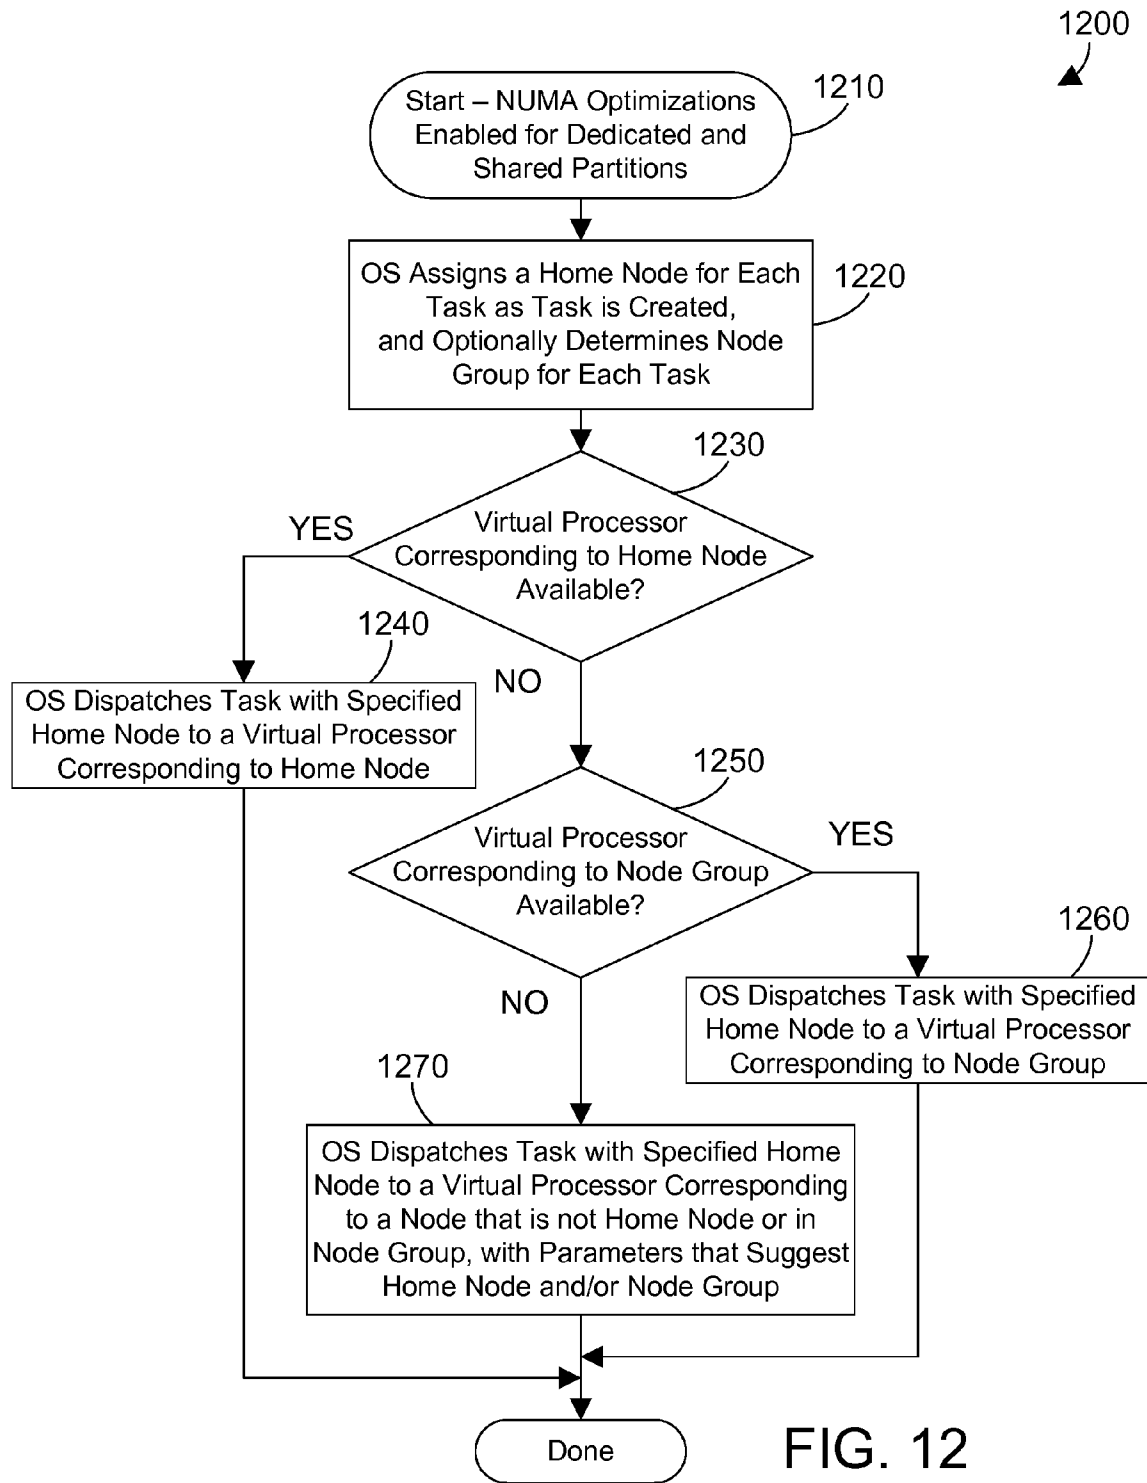 1200
Start – NUMA Optimizations
Enabled for Dedicated and
Shared Partitions
1210
OS Assigns a Home Node for Each
Task as Task is Created,
and Optionally Determines Node
Group for Each Task
1220
1230
Virtual Processor
Corresponding to Home Node
Available?
YES
NO
1240
OS Dispatches Task with Specified
Home Node to a Virtual Processor
Corresponding to Home Node
1250
Virtual Processor
Corresponding to Node Group
Available?
YES
NO
1260
OS Dispatches Task with Specified
Home Node to a Virtual Processor
Corresponding to Node Group
1270
OS Dispatches Task with Specified Home
Node to a Virtual Processor Corresponding
to a Node that is not Home Node or in
Node Group, with Parameters that Suggest
Home Node and/or Node Group
Done
FIG. 12